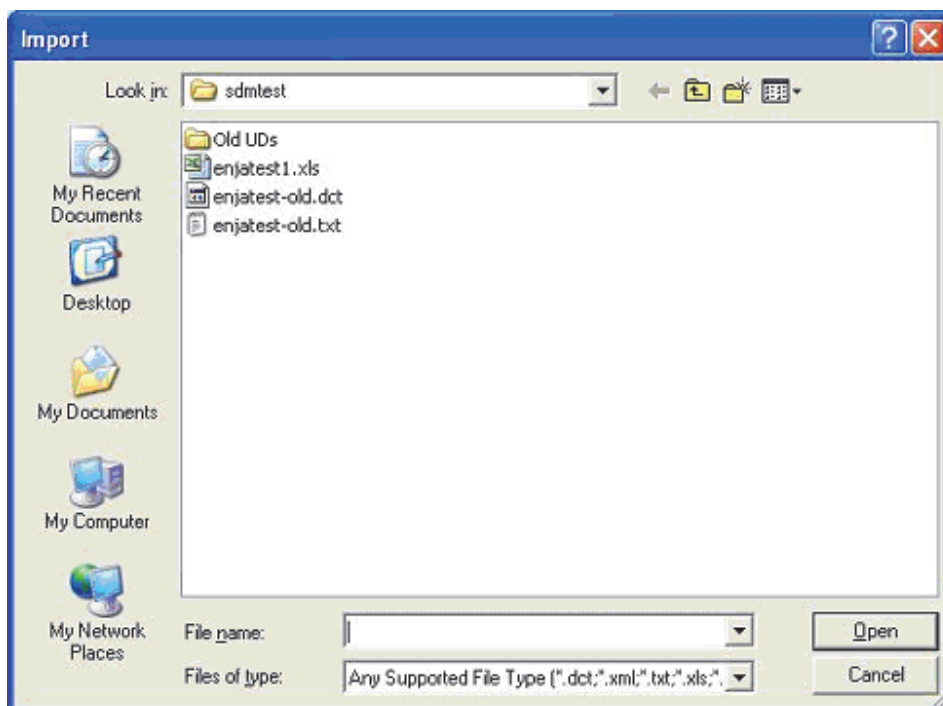 Import
Look in: sdmtest
Old UDs
enjatest1.xls
enjatest-old.dct
enjatest-old.txt
My Recent
Documents
Desktop
My Documents
My Computer
My Network
Places
File name:
Open
Files of type: Any Supported File Type (*.dct;*.xml;*.txt;*.xls;*.
Cancel